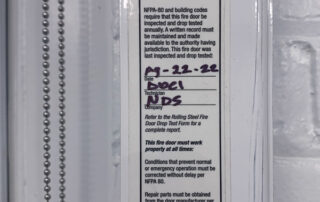 NFPA-80 and building codes
require that this fire door be
inspected and drop tested
annually. A written record must
be maintained and made
available to the authority having
jurisdiction. This fire door was
last inspected and drop tested:
-22-22
Date
Technician
NDS
Company
Refer to the Rolling Steel Fire
Door Drop Test Form for a
complete report.
This fire door must work
properly at all times:
Conditions that prevent normal
or emergency operation must be
corrected without delay per
NFPA 80.
Repair parts must be obtained
from the door manufacturer per